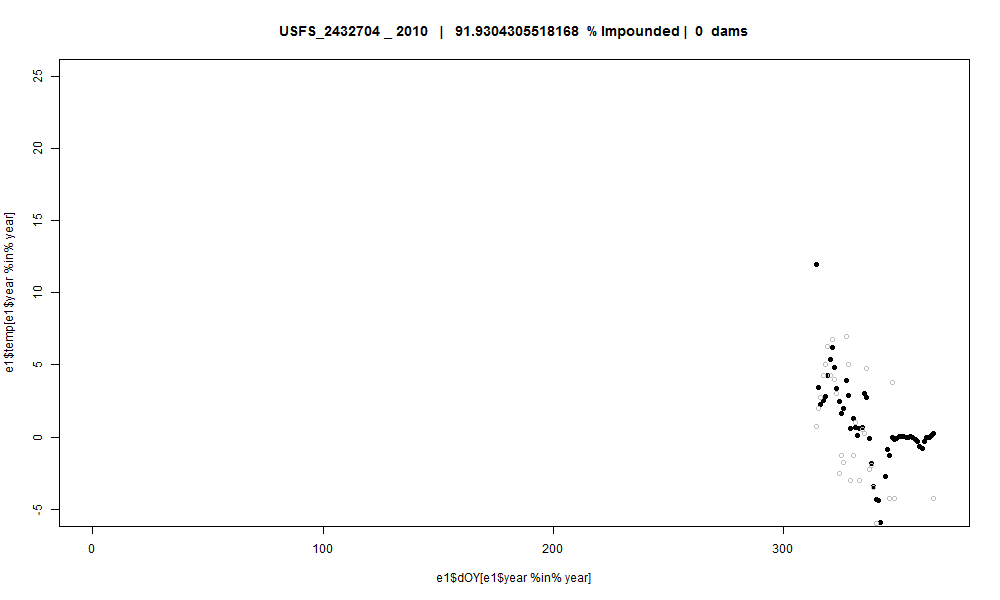 USFS_2432704 _ 2010 | 91.9304305518168 % Impounded | 0 dams
25
20
15
10
5
0
-5
e1$temp[e1$year %in% year]
0 100 200 300
e1$dOY[e1$year %in% year]